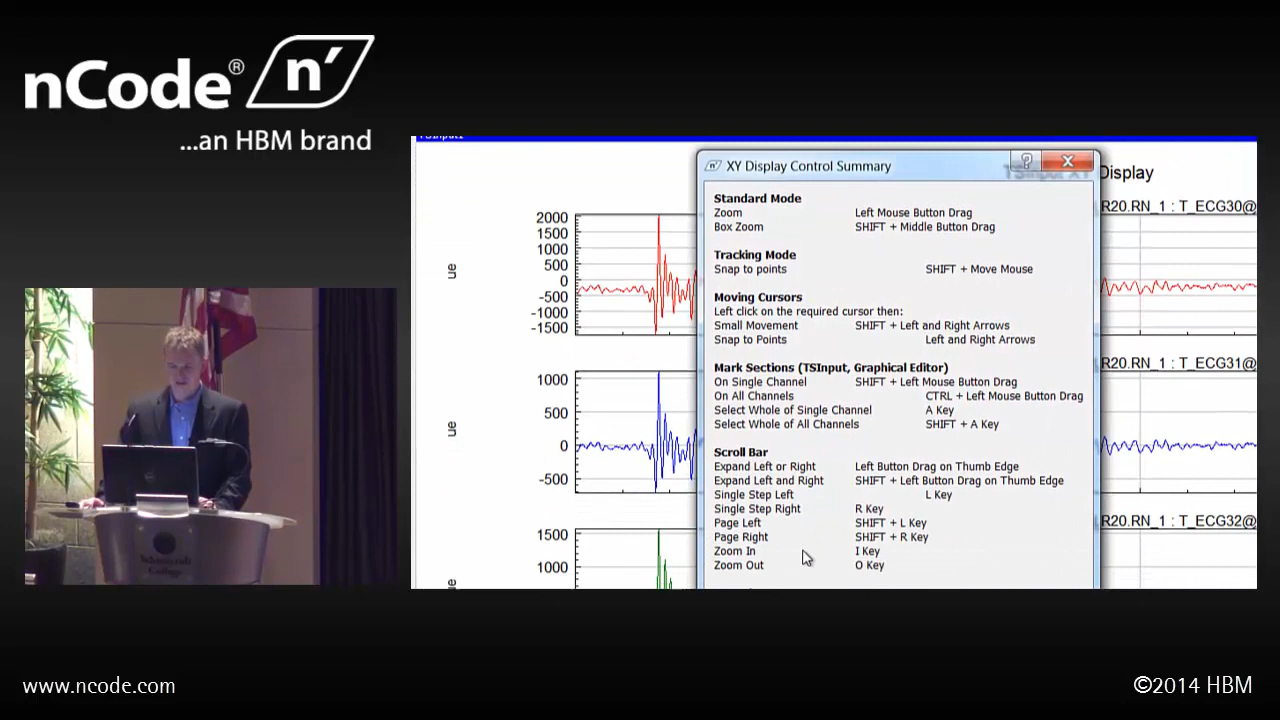 nCode® n'
...an HBM brand
TSInput1
XY Display Control Summary
Display
Standard Mode
Zoom Left Mouse Button Drag
Box Zoom SHIFT + Middle Button Drag
Tracking Mode
Snap to points SHIFT + Move Mouse
Moving Cursors
Left click on the required cursor then:
Small Movement SHIFT + Left and Right Arrows
Snap to Points Left and Right Arrows
Mark Sections (TSInput, Graphical Editor)
On Single Channel SHIFT + Left Mouse Button Drag
On All Channels CTRL + Left Mouse Button Drag
Select Whole of Single Channel A Key
Select Whole of All Channels SHIFT + A Key
Scroll Bar
Expand Left or Right Left Button Drag on Thumb Edge
Expand Left and Right SHIFT + Left Button Drag on Thumb Edge
Single Step Left L Key
Single Step Right R Key
Page Left SHIFT + L Key
Page Right SHIFT + R Key
Zoom In I Key
Zoom Out O Key
R20.RN_1 : T_ECG30@
2000
1500
1000
500
0
-500
-1000
-1500
ue
R20.RN_1 : T_ECG31@
1000
500
0
-500
ue
R20.RN_1 : T_ECG32@
1500
1000
ue
Schoolcraft
College
www.ncode.com
©2014 HBM